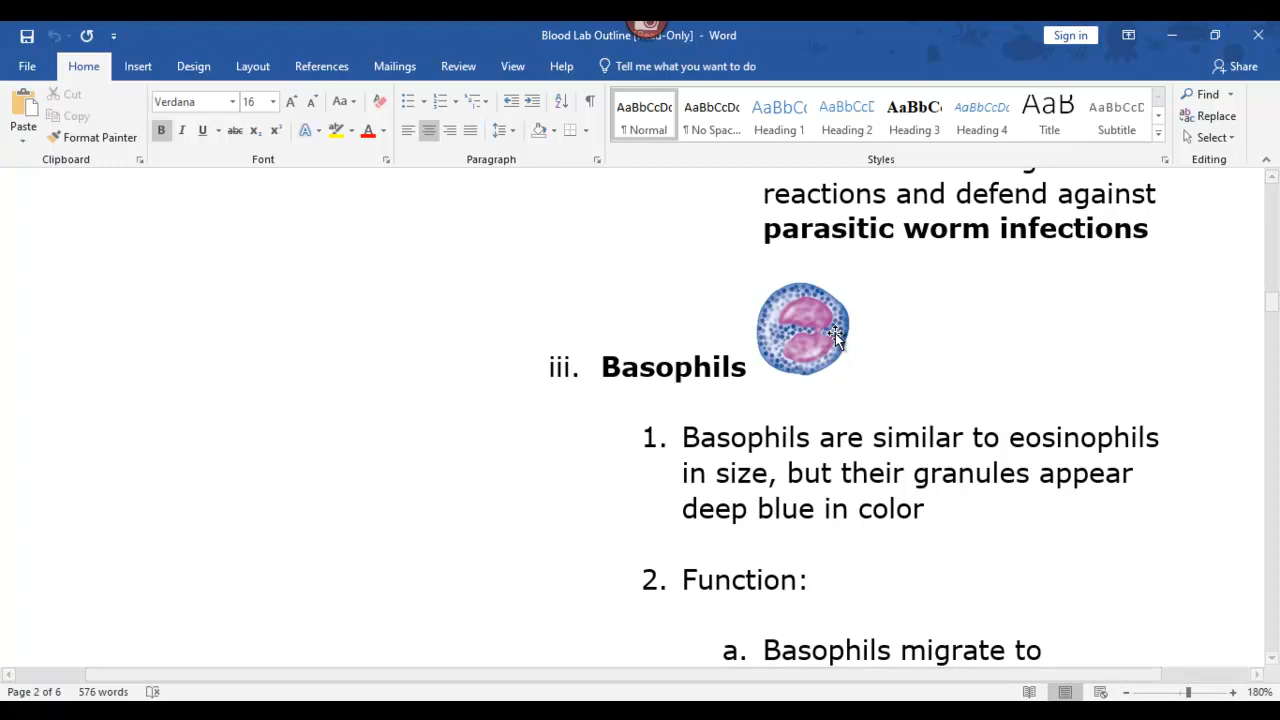 Blood Lab Outline [Read-Only] - Word
Sign in
File Home Insert Design Layout References Mailings Review View Help Tell me what you want to do Share
Paste
Cut
Copy
Format Painter
Clipboard
Verdana 16
Font
Paragraph
AaBbCcDc AaBbCcDc AaBbC AaBbCcD AaBbC AaBbCcDc AaB AaBbCcD
¶ Normal ¶ No Spac... Heading Heading 2 Heading 3 Heading 4 Title Subtitle
Styles
Find
Replace
Select
Editing
reactions and defend against
parasitic worm infections
iii. Basophils
1. Basophils are similar to eosinophils
in size, but their granules appear
deep blue in color
2. Function:
a. Basophils migrate to
Page 2 of 6 576 words 180%